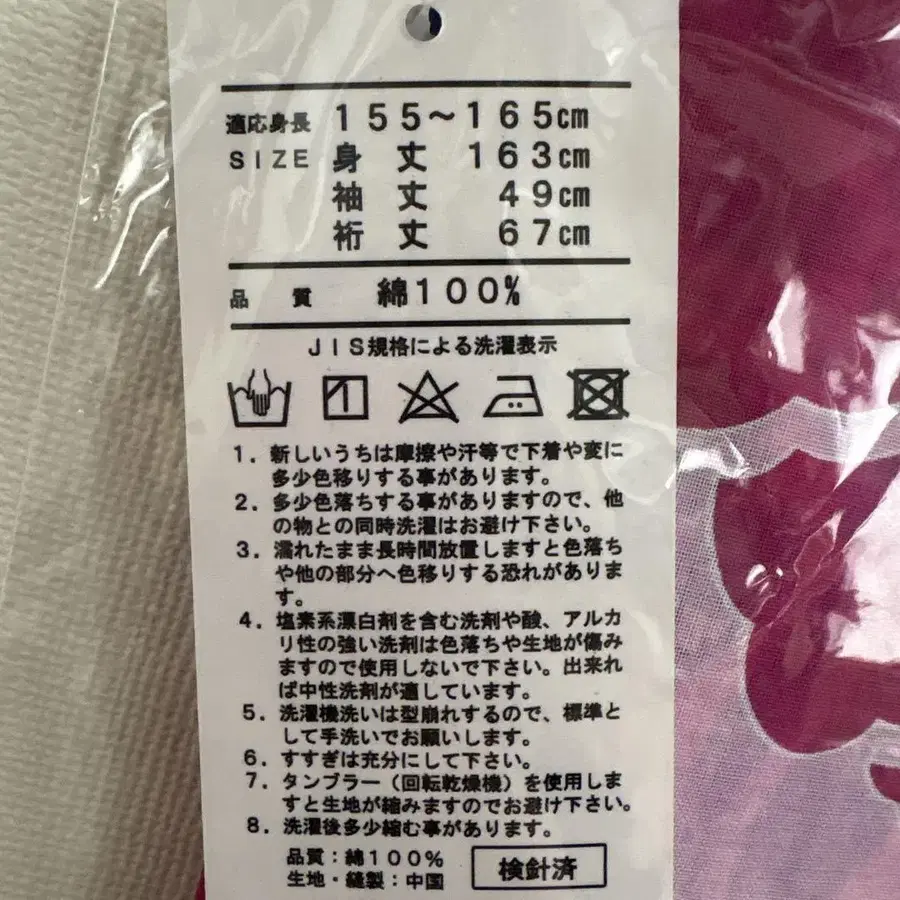 適応身長 155～165cm
SIZE 身丈 163cm
袖丈 49cm
裄丈 67cm
品質 綿100%
JIS規格による洗濯表示
1．新しいうちは摩擦や汗等で下着や変に
多少色移りする事があります。
2．多少色落ちする事がありますので、他
の物との同時洗濯はお避け下さい。
3．濡れたまま長時間放置しますと色落ち
や他の部分へ色移りする恐れがありま
す。
4．塩素系漂白剤を含む洗剤や酸、アルカ
リ性の強い洗剤は色落ちや生地が傷み
ますので使用しないで下さい。出来れ
ば中性洗剤が適しています。
5．洗濯機洗いは型崩れするので、標準と
して手洗いでお願いします。
6．すすぎは充分にして下さい。
7．タンブラー（回転乾燥機）を使用しま
すと生地が縮みますのでお避け下さい。
8．洗濯後多少縮む事があります。
品質：綿100%
生地・縫製：中国
検針済